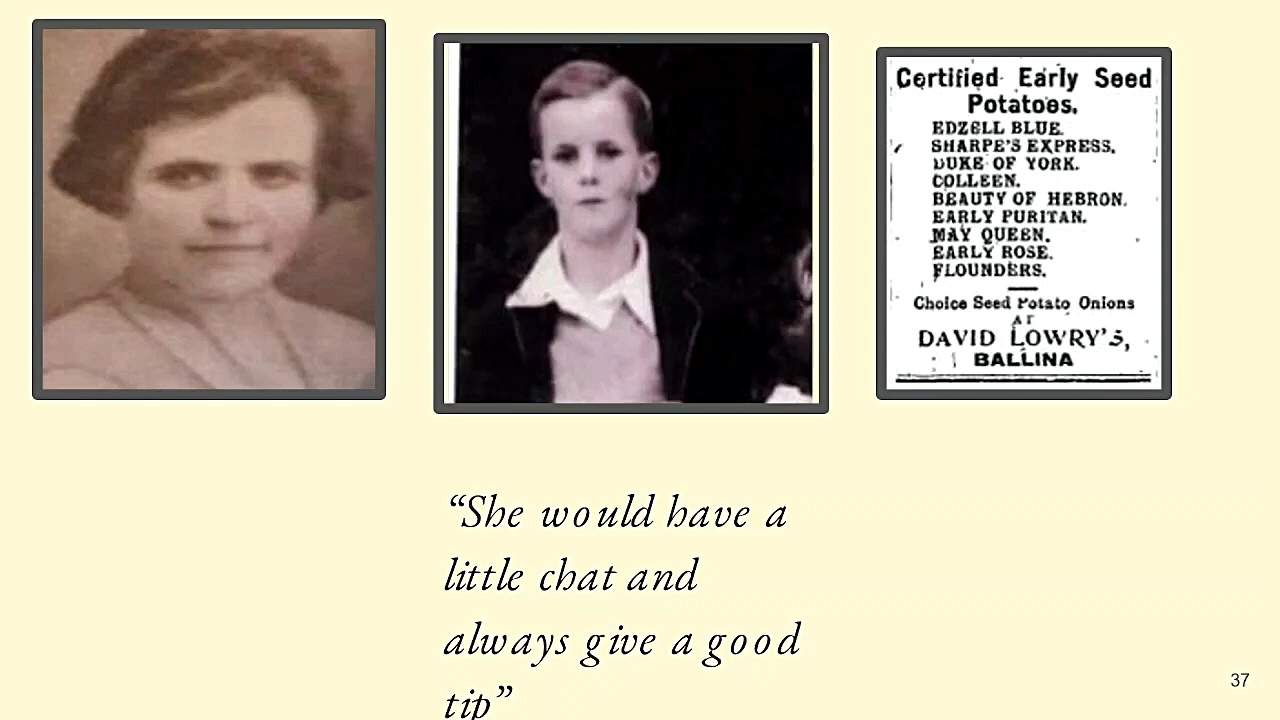 Certified Early Seed
Potatoes.
EDZELL BLUE.
SHARPE'S EXPRESS,
DUKE OF YORK.
COLLEEN.
BEAUTY OF HEBRON.
EARLY PURITAN.
MAY QUEEN.
EARLY ROSE.
FLOUNDERS.
Choice Seed Potato Onions
AT
DAVID LOWRY'S,
BALLINA
“She would have a
little chat and
always give a good
tip”
37